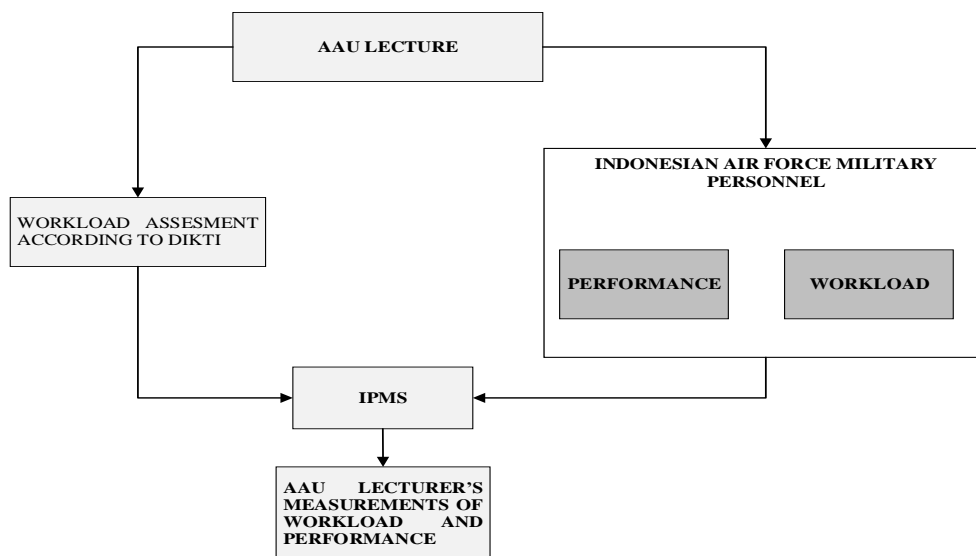 AAU LECTURE
INDONESIAN AIR FORCE MILITARY
PERSONNEL
WORKLOAD ASSESMENT
ACCORDING TO DIKTI
PERFORMANCE
WORKLOAD
IPMS
AAU LECTURER'S
MEASUREMENTS OF
WORKLOAD AND
PERFORMANCE